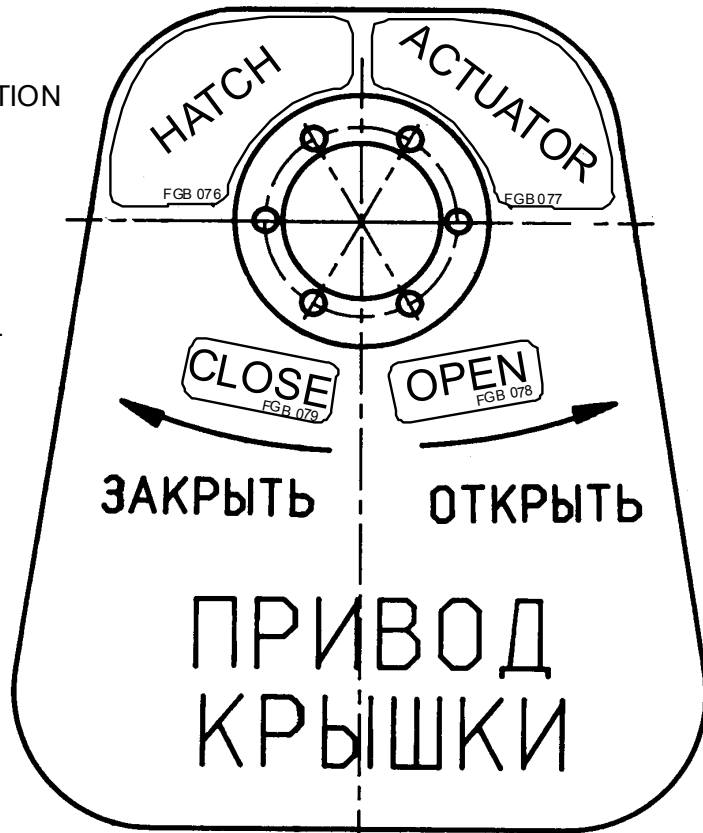 TION
HATCH
ACTUATOR
FGB 076
FGB 077
CLOSE
FGB 079
OPEN
FGB 078
ЗАКРЫТЬ
ОТКРЫТЬ
ПРИВОД
КРЫШКИ